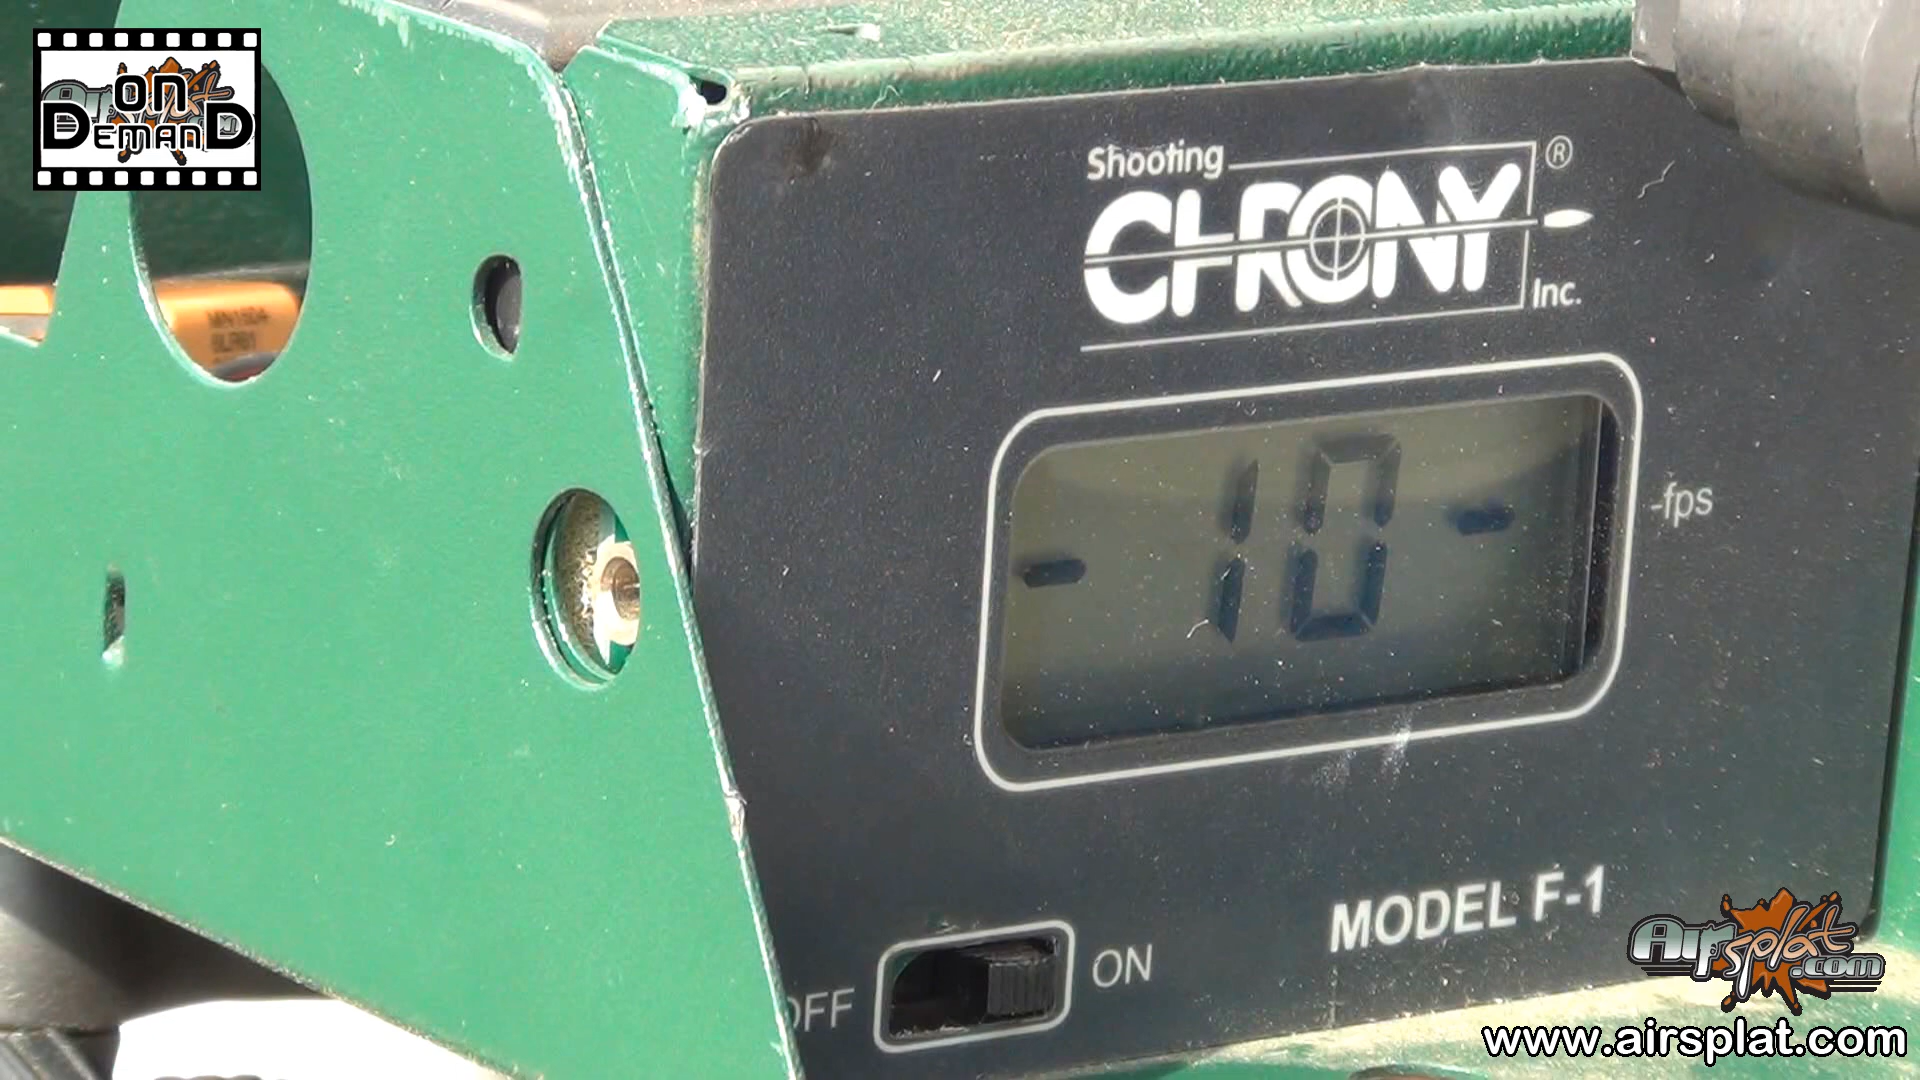 ON
DEMAND
Shooting
CHRONY
®
Inc.
- 10 -
-fps
MODEL F-1
OFF
ON
Airsplat
.com
www.airsplat.com